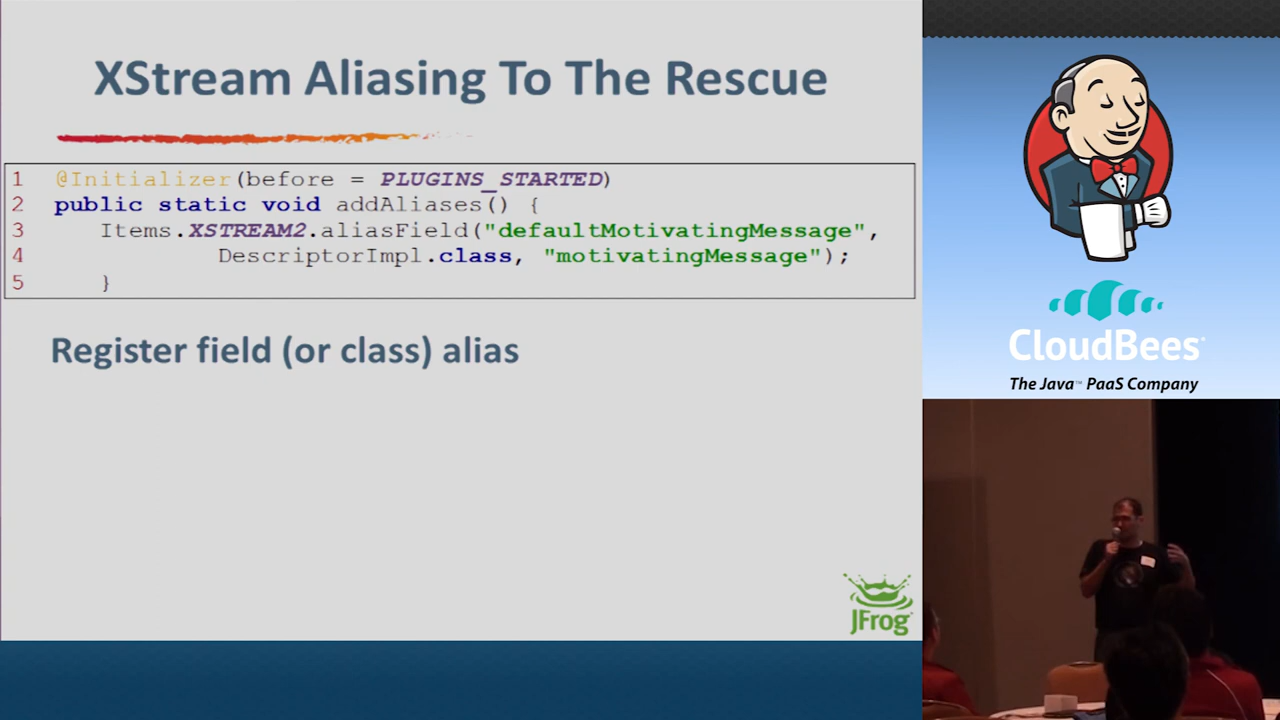 XStream Aliasing To The Rescue
1 @Initializer(before = PLUGINS_STARTED)
2 public static void addAliases() {
3 Items.XSTREAM2.aliasField("defaultMotivatingMessage",
4 DescriptorImpl.class, "motivatingMessage");
5 }
Register field (or class) alias
JFrog
CloudBees
The Java™ PaaS Company